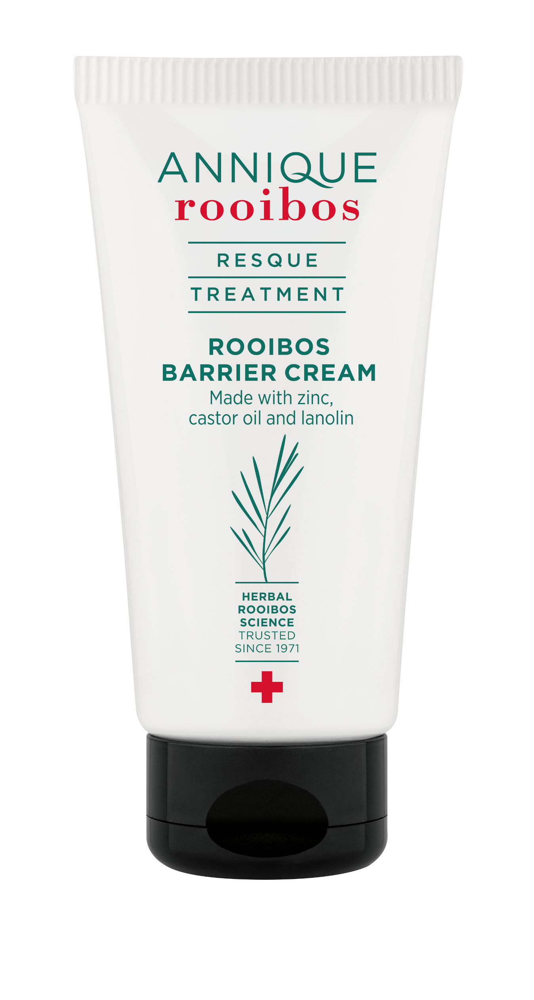 ANNIQUE
rooibos
RESQUE
TREATMENT
ROOIBOS
BARRIER CREAM
Made with zinc,
castor oil and lanolin
HERBAL
ROOIBOS
SCIENCE
TRUSTED
SINCE 1971